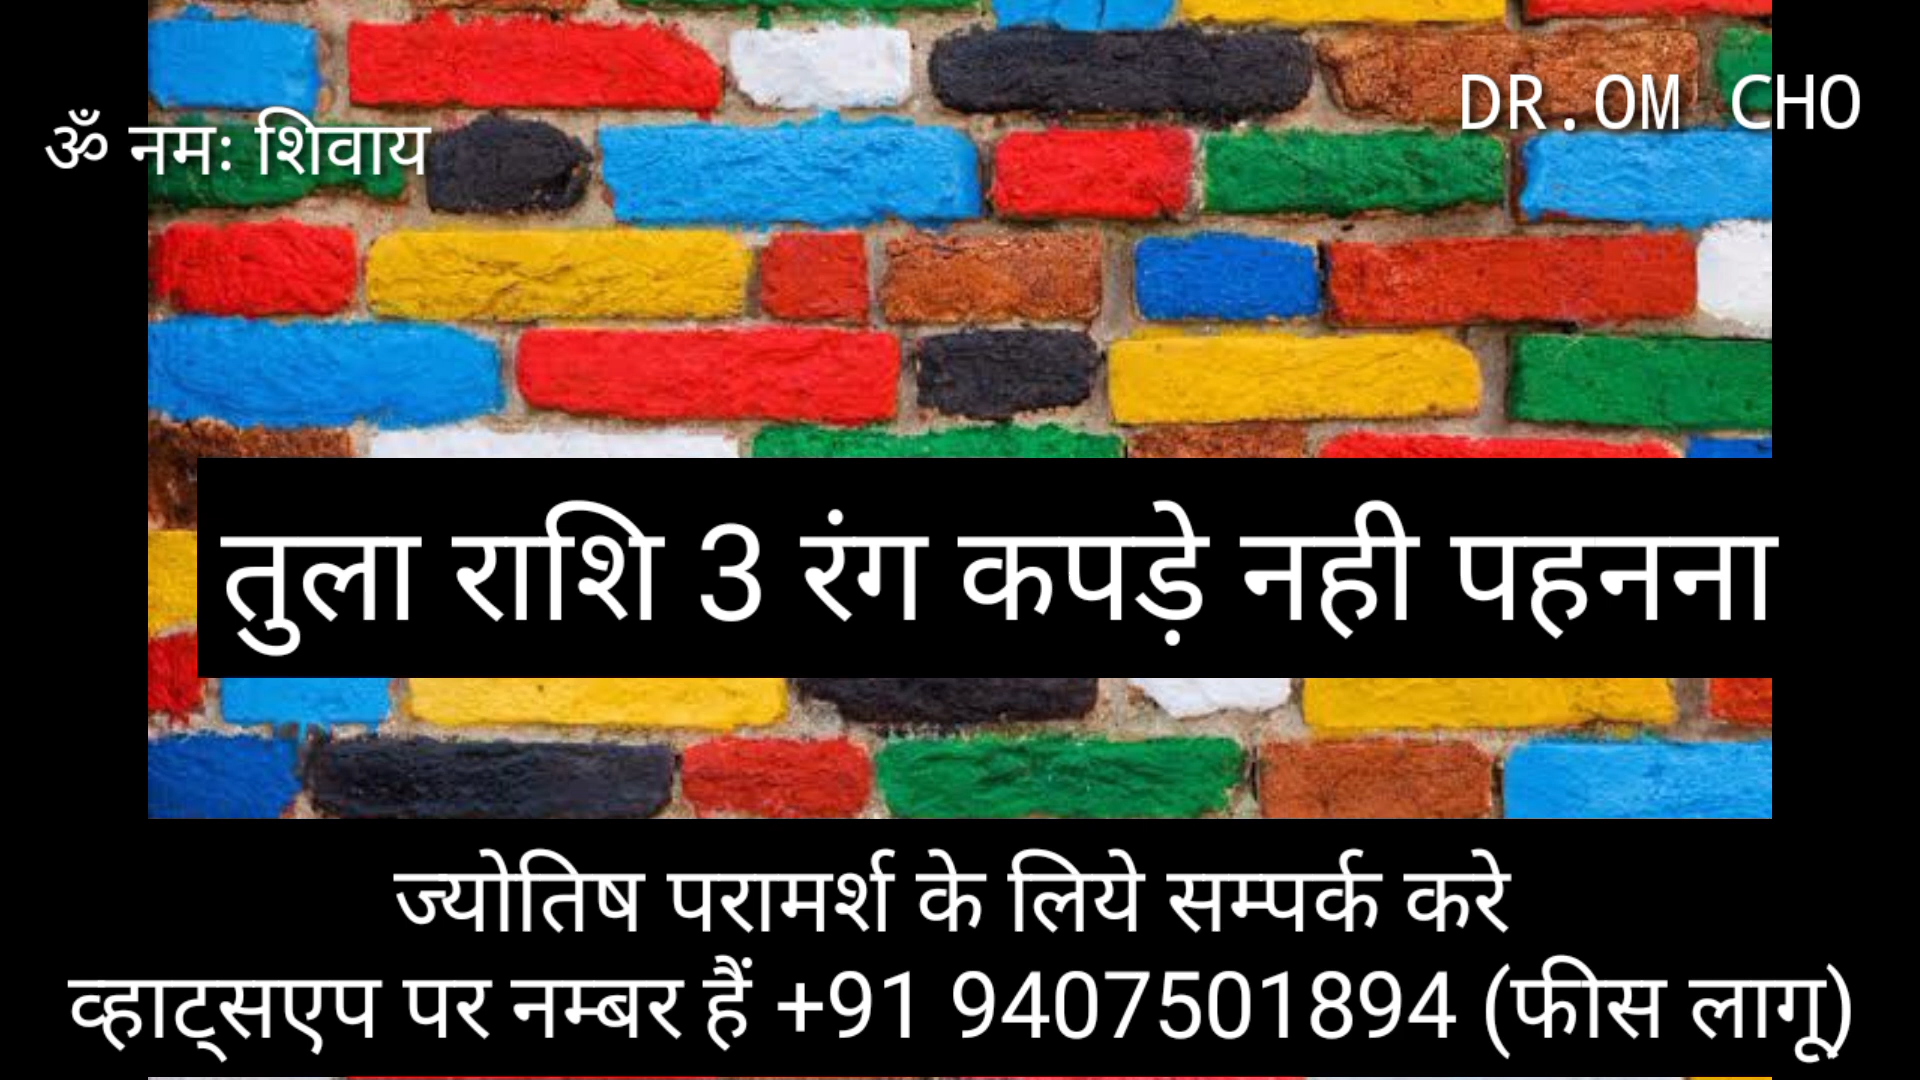 DR.OM CHO
ॐ नमः शिवाय
तुला राशि 3 रंग कपड़े नही पहनना
ज्योतिष परामर्श के लिये सम्पर्क करे
व्हाट्सएप पर नम्बर हैं +91 9407501894 (फीस लागू)